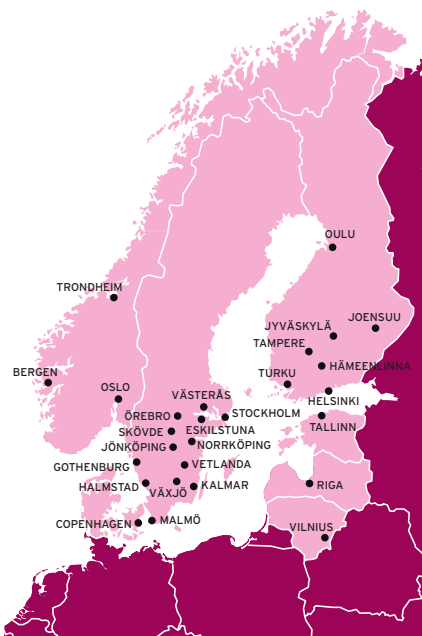 OULU
TRONDHEIM
JOENSUU
JYVÄSKYLÄ
TAMPERE
HÄMEENLINNA
BERGEN
TURKU
OSLO
VÄSTERÅS
HELSINKI
ÖREBRO
STOCKHOLM
ESKILSTUNA
TALLINN
SKÖVDE
NORRKÖPING
JÖNKÖPING
GOTHENBURG
VETLANDA
HALMSTAD
VÄXJÖ
KALMAR
RIGA
COPENHAGEN
MALMÖ
VILNIUS